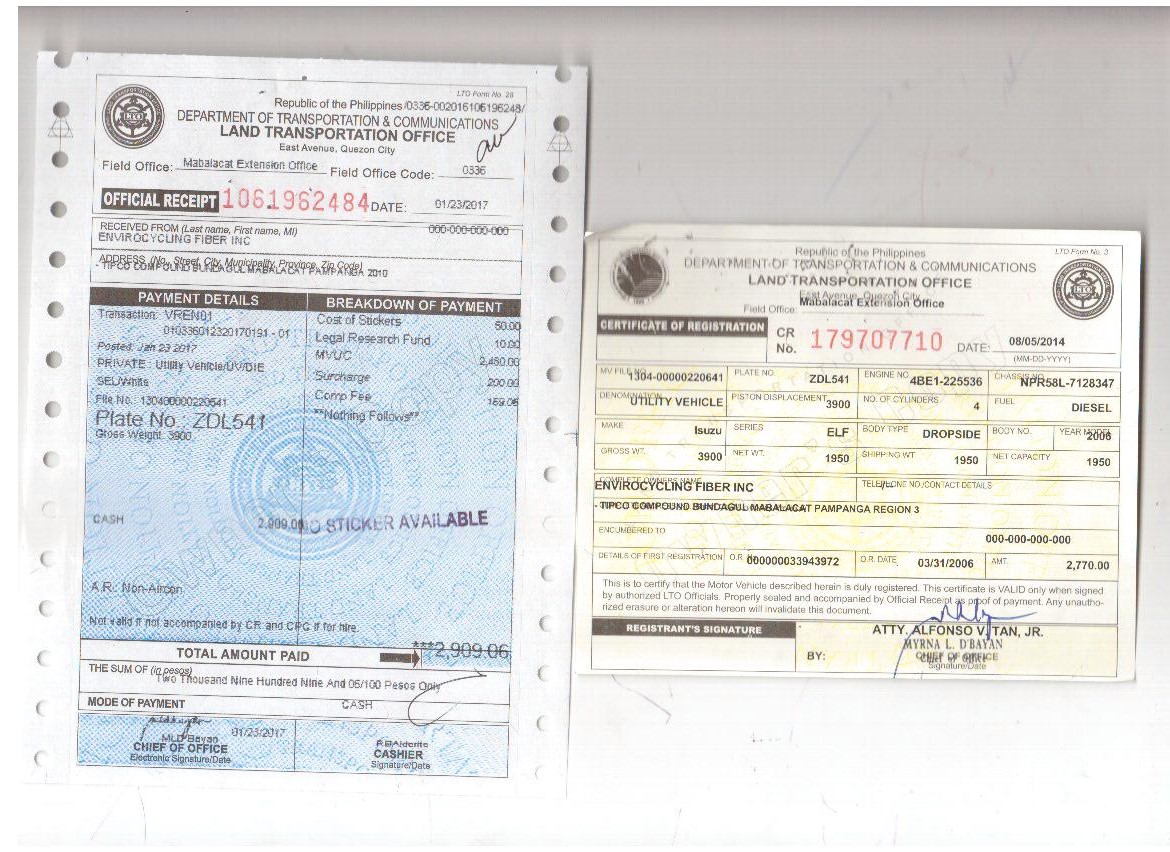 LTO Form No. 28
Republic of the Philippines /0336-002016106196248/
DEPARTMENT OF TRANSPORTATION & COMMUNICATIONS
LAND TRANSPORTATION OFFICE
East Avenue, Quezon City
Field Office: Mabalacat Extension Office Field Office Code: 0336
OFFICIAL RECEIPT 1061962484 DATE: 01/23/2017
RECEIVED FROM (Last name, First name, MI) 000-000-000-000
ENVIROCYCLING FIBER INC
ADDRESS (No., Street, City, Municipality, Province, Zip Code)
- TIPCO COMPOUND BUNDAGUL MABALACAT PAMPANGA 2010
PAYMENT DETAILS
Transaction: VREN01
010336012320170191 - 01
Posted: Jan 23 2017
PRIVATE : Utility Vehicle/UV/DIE
SEL/White
File No.: 130400000220641
Plate No.: ZDL541
Gross Weight: 3900
BREAKDOWN OF PAYMENT
Cost of Stickers 50.00
Legal Research Fund 10.00
MVUC 2,450.00
Surcharge 200.00
Comp Fee 169.06
**Nothing Follows**
CASH 2,909.06
NO STICKER AVAILABLE
A.R.: Non-Aircon
Not valid if not accompanied by CR and CPC if for hire.
TOTAL AMOUNT PAID ***2,909.06
THE SUM OF (in pesos)
Two Thousand Nine Hundred Nine And 06/100 Pesos Only
MODE OF PAYMENT CASH
01/23/2017
MLD'Bayan
CHIEF OF OFFICE
Electronic Signature/Date
CASHIER
Signature/Date
LTO Form No. 3
Republic of the Philippines
DEPARTMENT OF TRANSPORTATION & COMMUNICATIONS
LAND TRANSPORTATION OFFICE
East Avenue, Quezon City
Field Office: Mabalacat Extension Office
CERTIFICATE OF REGISTRATION CR No. 179707710 DATE: 08/05/2014
(MM-DD-YYYY)
MV FILE NO. 1304-00000220641 PLATE NO. ZDL541 ENGINE NO. 4BE1-225536 CHASSIS NO. NPR58L-7128347
DENOMINATION UTILITY VEHICLE PISTON DISPLACEMENT 3900 NO. OF CYLINDERS 4 FUEL DIESEL
MAKE Isuzu SERIES ELF BODY TYPE DROPSIDE BODY NO. YEAR MODEL 2006
GROSS WT. 3900 NET WT. 1950 SHIPPING WT 1950 NET CAPACITY 1950
COMPLETE OWNER'S NAME TELEPHONE NO./CONTACT DETAILS
ENVIROCYCLING FIBER INC
- TIPCO COMPOUND BUNDAGUL MABALACAT PAMPANGA REGION 3
ENCUMBERED TO
000-000-000-000
DETAILS OF FIRST REGISTRATION O.R. No. 000000033943972 O.R. DATE 03/31/2006 AMT. 2,770.00
This is to certify that the Motor Vehicle described herein is duly registered. This certificate is VALID only when signed
by authorized LTO Officials. Properly sealed and accompanied by Official Receipt as proof of payment. Any unautho-
rized erasure or alteration hereon will invalidate this document.
REGISTRANT'S SIGNATURE
BY:
ATTY. ALFONSO V. TAN, JR.
MYRNA L. D'BAYAN
CHIEF OF OFFICE
Signature/Date